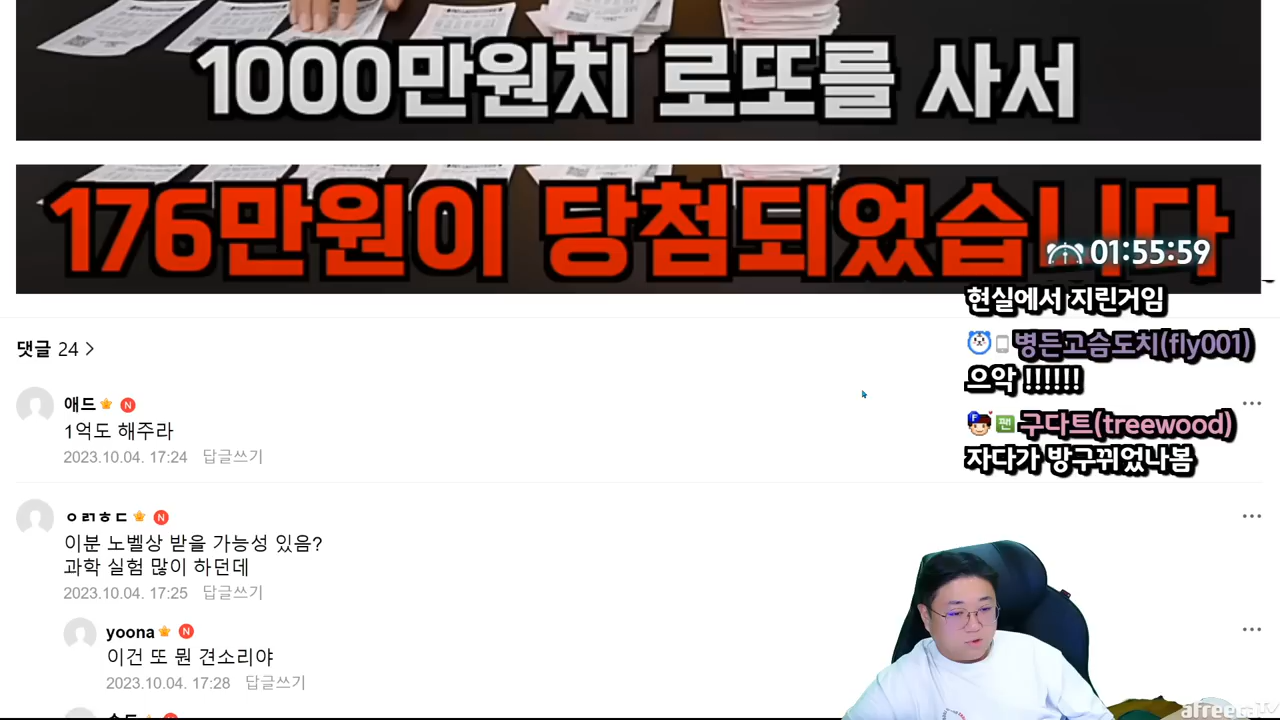 1000만원치 로또를 사서
176만원이 당첨되었습니다
01:55:59
현실에서 지린거임
병든고슴도치(fly001)
으악 !!!!!!
F 팬 구다트(treewood)
자다가 방구뀌었나봄
댓글 24 >
애드 N
1억도 해주라
2023.10.04. 17:24 답글쓰기
ㅇㄻㅎㄷ N
이분 노벨상 받을 가능성 있음?
과학 실험 많이 하던데
2023.10.04. 17:25 답글쓰기
yoona N
이건 또 뭔 견소리야
2023.10.04. 17:28 답글쓰기
afreecaTV